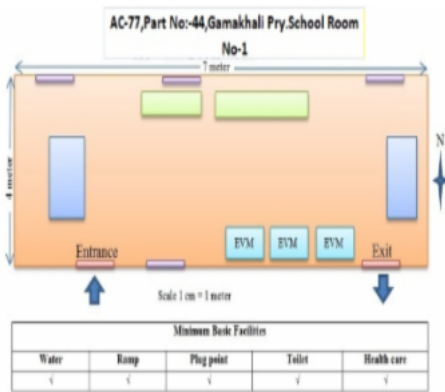 AC-77,Part No:-44,Gamakhali Pry.School Room
No-1
7 meter
4 meter
N
EVM EVM EVM
Entrance Exit
Scale 1 cm = 1 meter
Minimum Basic Facilities
Water Ramp Plug point Toilet Health care
√ √ √ √ √